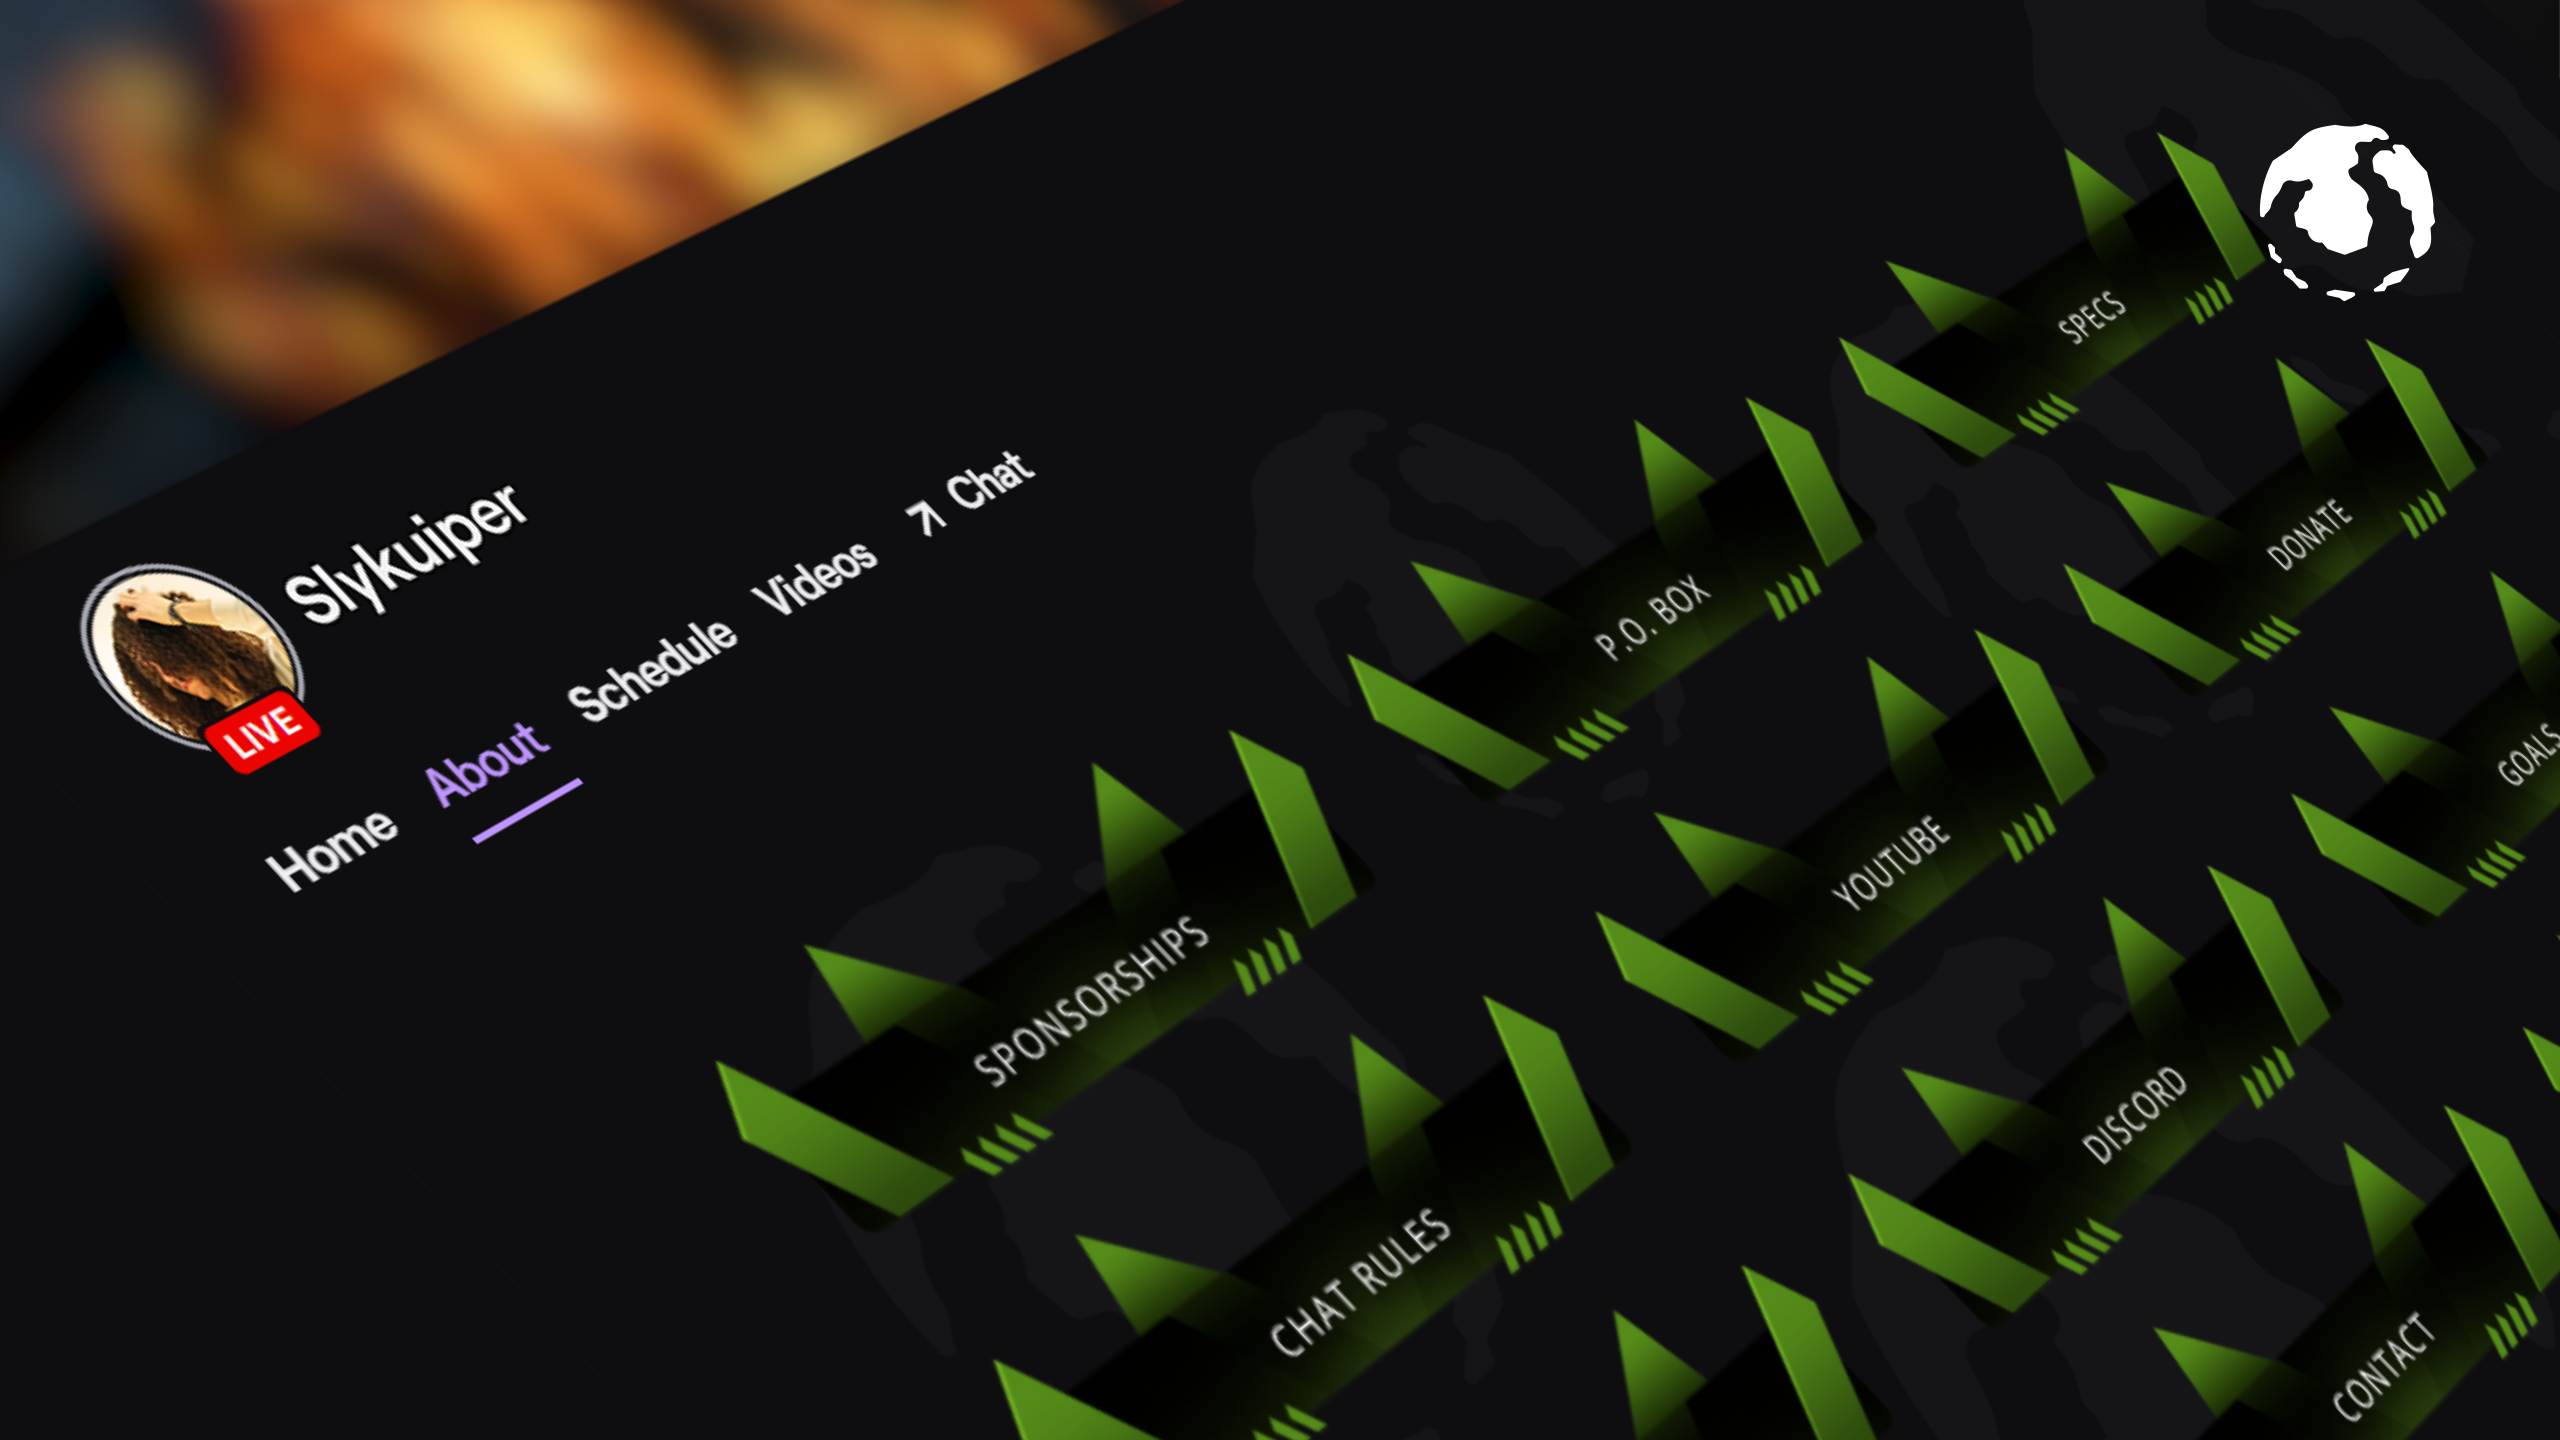 Slykuiper
LIVE
Home About Schedule Videos Chat
SPONSORSHIPS
P.O. BOX
SPECS
CHAT RULES
YOUTUBE
DONATE
DISCORD
GOALS
CONTACT